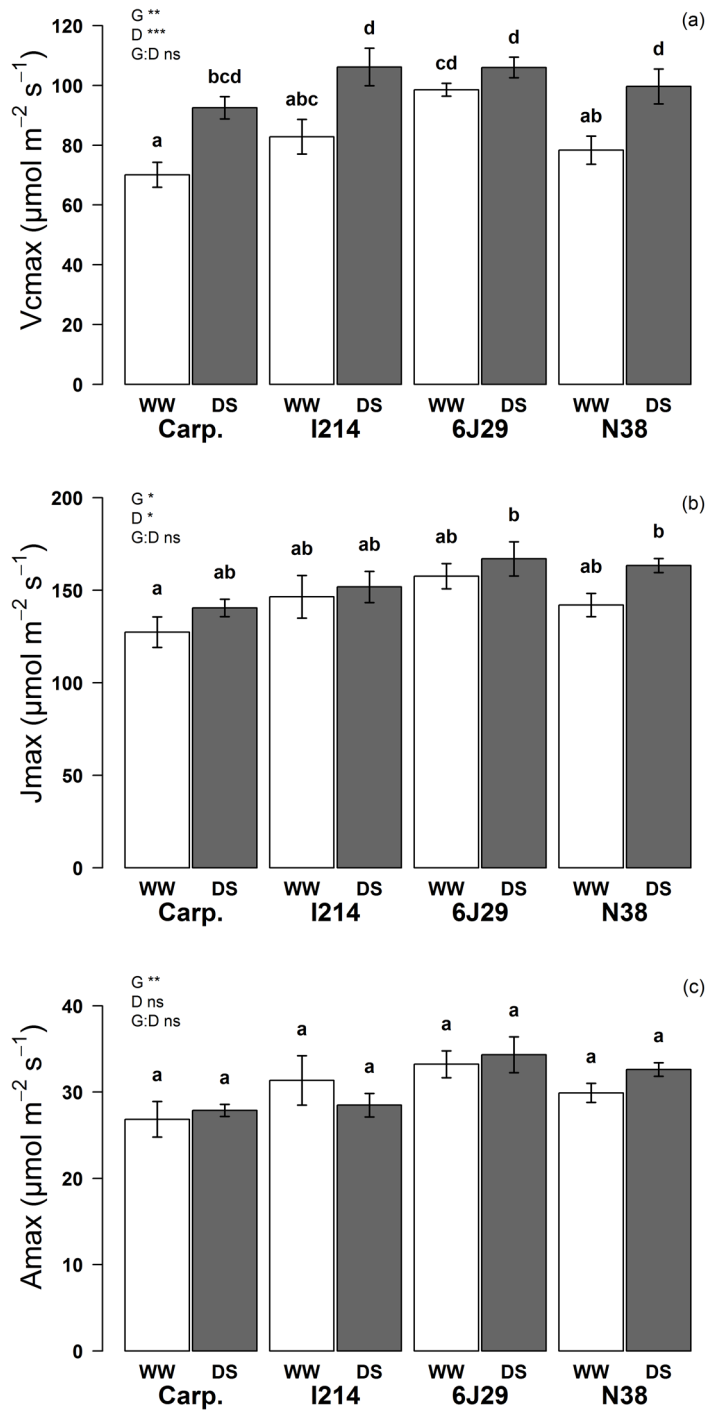 G **
D ***
G:D ns
(a)
Vcmax (µmol m⁻² s⁻¹)
120
100
80
60
40
20
0
a bcd abc d cd d ab d
WW DS WW DS WW DS WW DS
Carp. I214 6J29 N38
G *
D *
G:D ns
(b)
Jmax (µmol m⁻² s⁻¹)
200
150
100
50
0
a ab ab ab ab b ab b
WW DS WW DS WW DS WW DS
Carp. I214 6J29 N38
G **
D ns
G:D ns
(c)
Amax (µmol m⁻² s⁻¹)
40
30
20
10
0
a a a a a a a a
WW DS WW DS WW DS WW DS
Carp. I214 6J29 N38